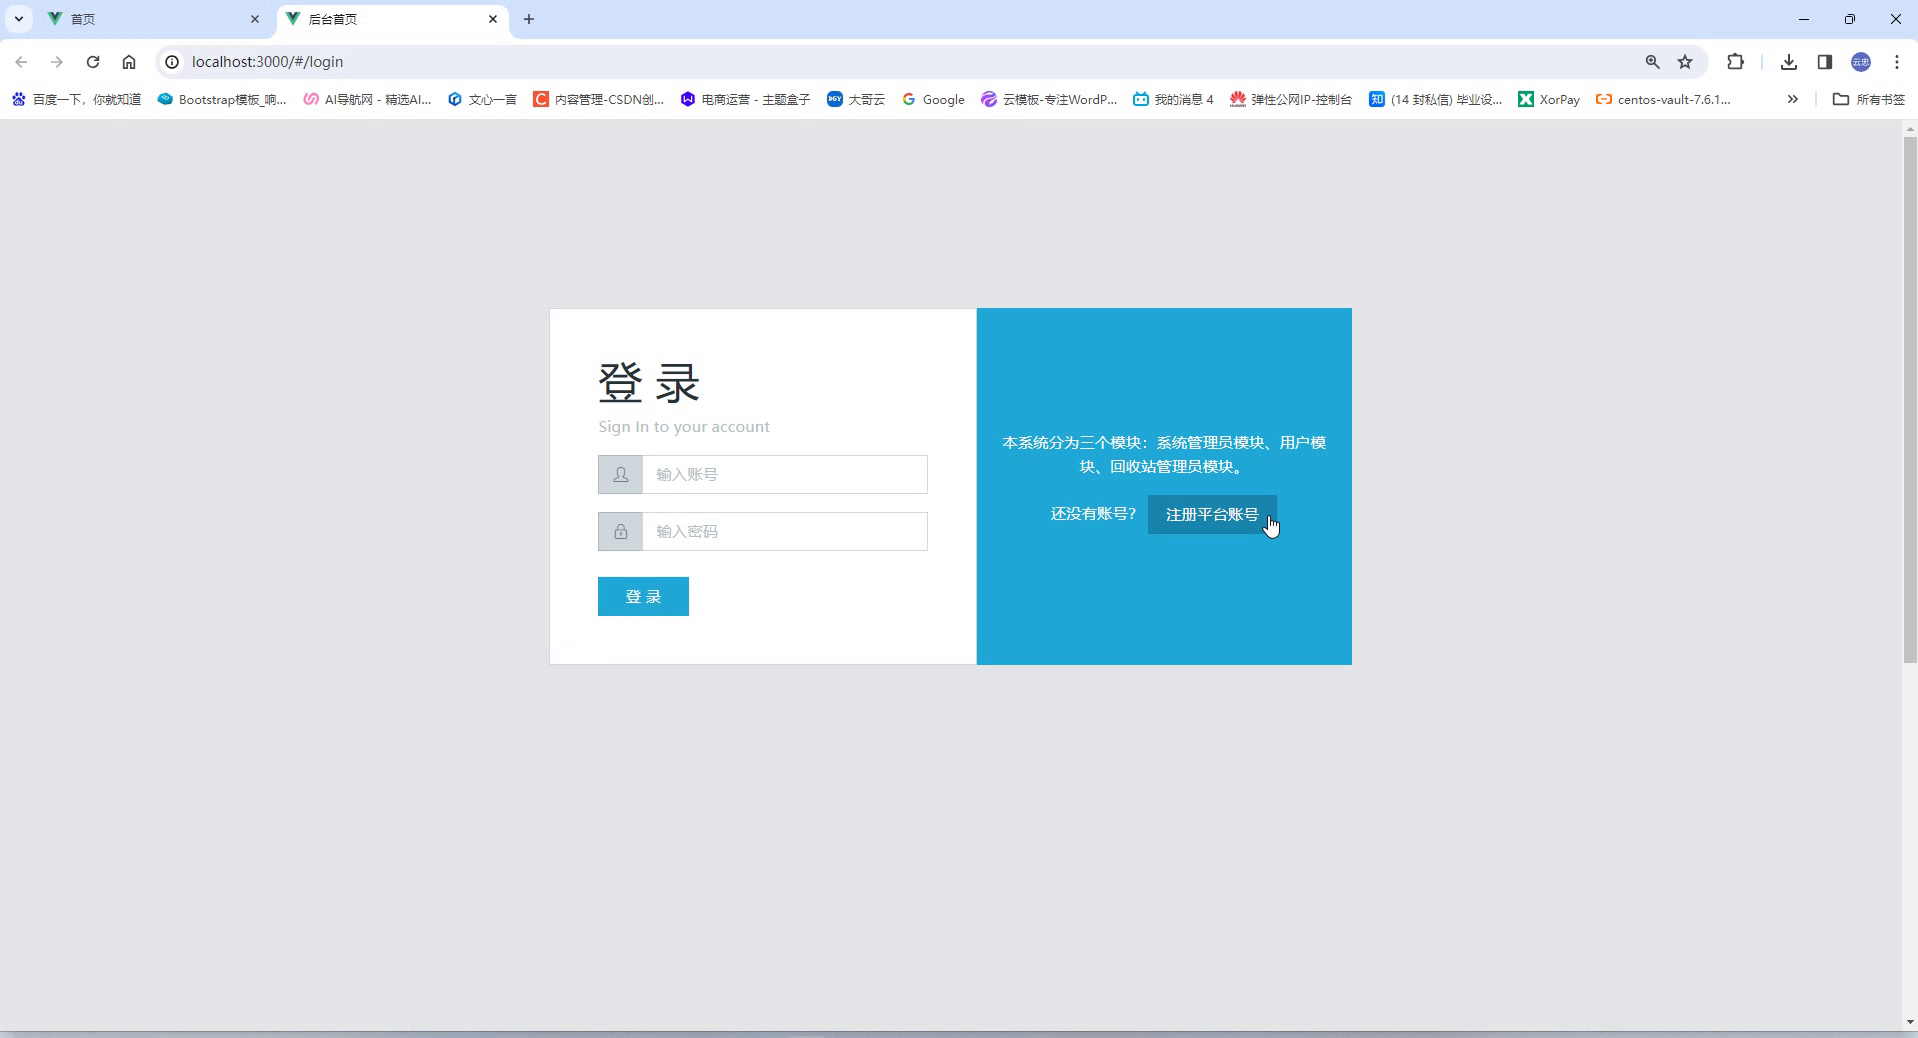 首页
后台首页
localhost:3000/#/login
云忠
百度一下，你就知道
Bootstrap模板_响...
AI导航网 - 精选AI...
文心一言
内容管理-CSDN创...
电商运营 - 主题盒子
大哥云
Google
云模板-专注WordP...
我的消息 4
弹性公网IP-控制台
知
(14 封私信) 毕业设...
XorPay
centos-vault-7.6.1...
所有书签
登 录
Sign In to your account
输入账号
输入密码
登 录
本系统分为三个模块：系统管理员模块、用户模
块、回收站管理员模块。
还没有账号？
注册平台账号